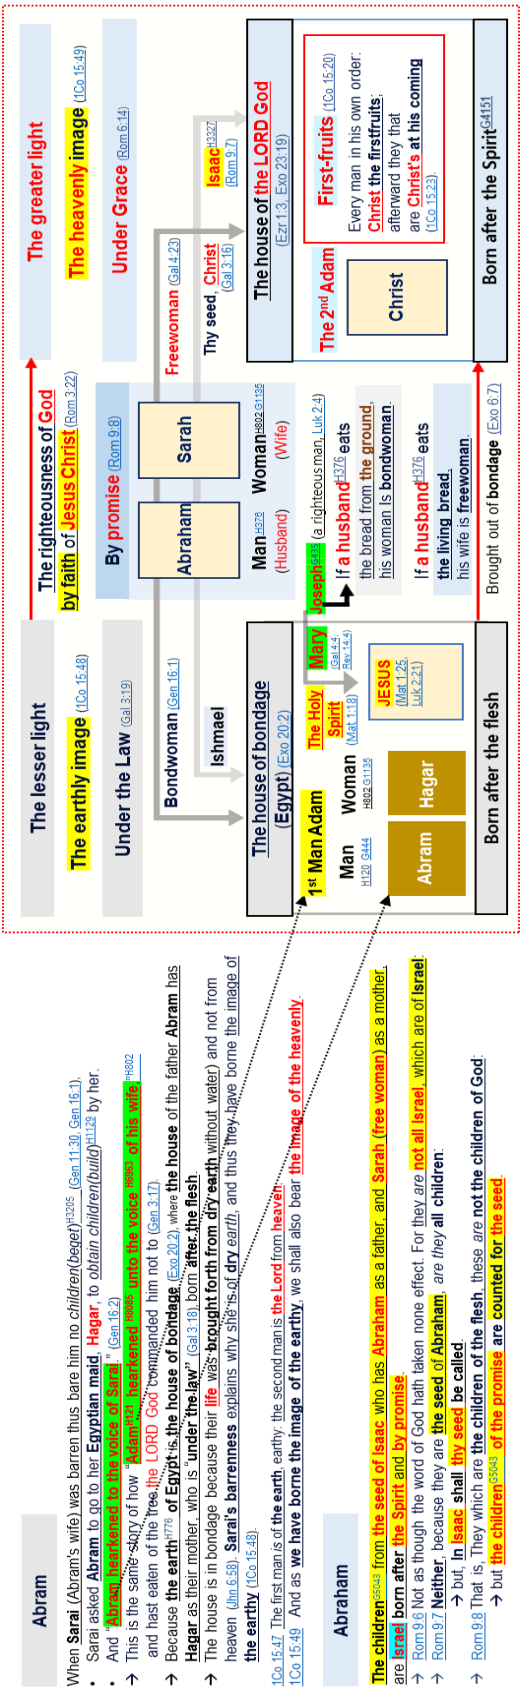 Abram
When Sarai (Abram's wife) was barren thus bare him no children(beget)H3205 (Gen 11:30, Gen 16:1),
• Sarai asked Abram to go to her Egyptian maid, Hagar, to obtain children(build)H1129 by her.
• And "Abram hearkened to the voice of Sarai." (Gen 16:2)
→ This is the same story of how "AdamH121 hearkened H8085 unto the voice H6963 of his wife,"H802
and hast eaten of the tree the LORD God commanded him not to (Gen 3:17).
→ Because the earthH776 of Egypt is the house of bondage (Exo 20:2), where the house of the father Abram has
Hagar as their mother, who is "under the law" (Gal 3:18), born after the flesh.
→ The house is in bondage because their life was brought forth from dry earth without water) and not from
heaven (Jhn 6:58). Sarai's barrenness explains why she is of dry earth, and thus they have borne the image of
the earthy (1Co 15:48).
1Co 15:47 The first man is of the earth, earthy: the second man is the Lord from heaven.
1Co 15:49 And as we have borne the image of the earthy, we shall also bear the image of the heavenly.
Abraham
The childrenG5043 from the seed of Isaac who has Abraham as a father, and Sarah (free woman) as a mother,
are Israel born after the Spirit and by promise.
→ Rom 9:6 Not as though the word of God hath taken none effect. For they are not all Israel, which are of Israel:
→ Rom 9:7 Neither, because they are the seed of Abraham, are they all children:
→ but, In Isaac shall thy seed be called.
→ Rom 9:8 That is, They which are the children of the flesh, these are not the children of God:
→ but the childrenG5043 of the promise are counted for the seed.
The lesser light
The righteousness of God
by faith of Jesus Christ (Rom 3:22)
The greater light
The earthly image (1Co 15:48)
The heavenly image (1Co 15:49)
Under the Law (Gal 3:19)
By promise (Rom 9:8)
Under Grace (Rom 6:14)
Bondwoman (Gen 16:1)
Abraham
Sarah
Freewoman (Gal 4:23)
Ishmael
Man H376
(Husband)
WomanH802 G1135
(Wife)
Thy seed, Christ
(Gal 3:16)
IsaacH3327
(Rom 9:7)
The house of bondage
(Egypt) (Exo 20:2)
The house of the LORD God
(Ezr 1:3, Exo 23:19)
1st Man Adam
The Holy
Spirit
(Mat 1:18)
Mary
(Gal 4:4,
Rev 14:4)
JosephG435 (a righteous man, Luk 2:4)
Man
H120 G444
Woman
H802 G1135
Abram
Hagar
JESUS
(Mat 1:25,
Luk 2:21)
If a husbandH376 eats
the bread from the ground,
his woman Is bondwoman.
If a husbandH376 eats
the living bread,
his wife is freewoman.
The 2nd Adam
Christ
First-fruits (1Co 15:20)
Every man in his own order:
Christ the firstfruits;
afterward they that
are Christ's at his coming
(1Co 15:23).
Born after the flesh
Brought out of bondage (Exo 6:7)
Born after the SpiritG4151